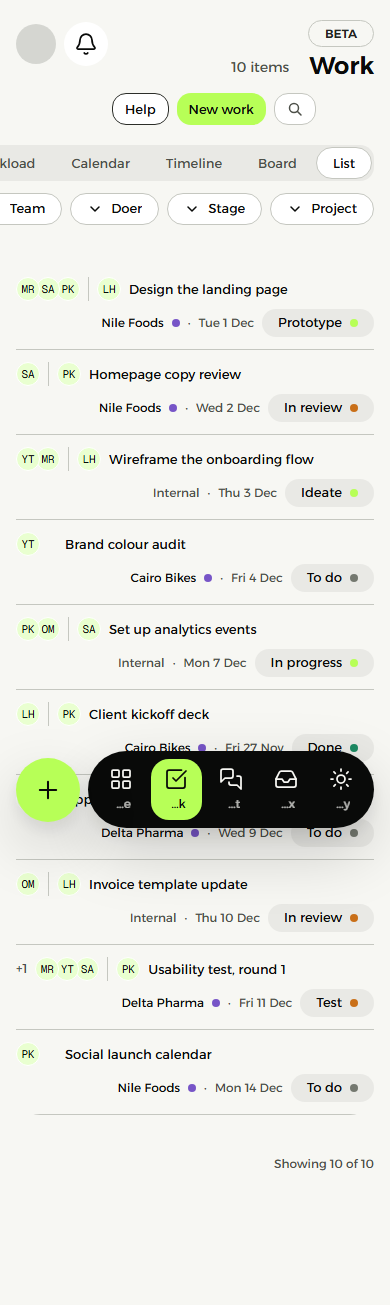 BETA
10 items Work
Help New work
kload Calendar Timeline Board List
Team Doer Stage Project
MR SA PK LH Design the landing page
Nile Foods · Tue 1 Dec Prototype
SA PK Homepage copy review
Nile Foods · Wed 2 Dec In review
YT MR LH Wireframe the onboarding flow
Internal · Thu 3 Dec Ideate
YT Brand colour audit
Cairo Bikes · Fri 4 Dec To do
PK OM SA Set up analytics events
Internal · Mon 7 Dec In progress
LH PK Client kickoff deck
Cairo Bikes · Fri 27 Nov Done
...e ...k ...t ...x ...y
Delta Pharma · Wed 9 Dec To do
OM LH Invoice template update
Internal · Thu 10 Dec In review
+1 MR YT SA PK Usability test, round 1
Delta Pharma · Fri 11 Dec Test
PK Social launch calendar
Nile Foods · Mon 14 Dec To do
Showing 10 of 10